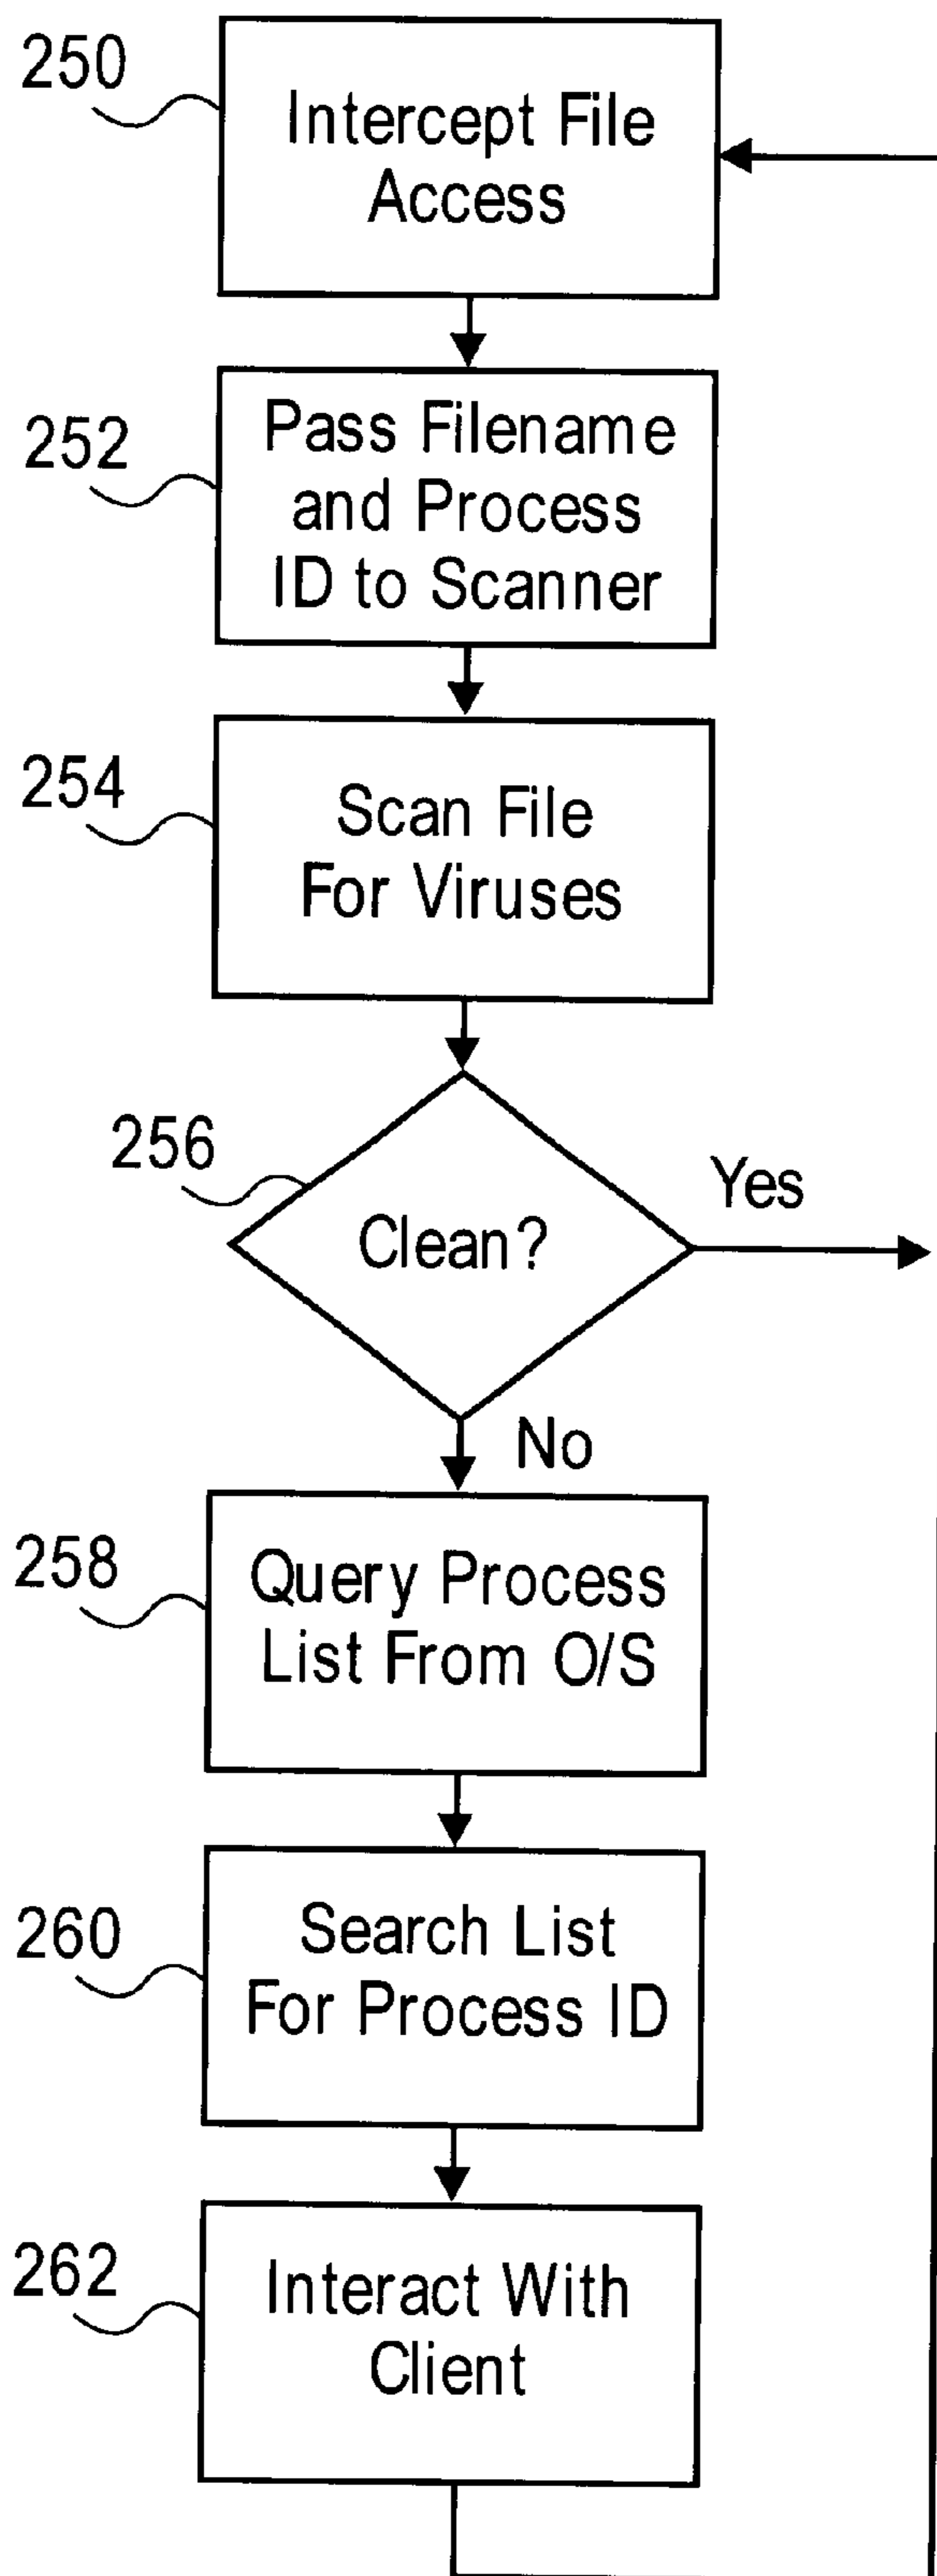 250
Intercept File
Access
252
Pass Filename
and Process
ID to Scanner
254
Scan File
For Viruses
256
Clean?
Yes
No
258
Query Process
List From O/S
260
Search List
For Process ID
262
Interact With
Client